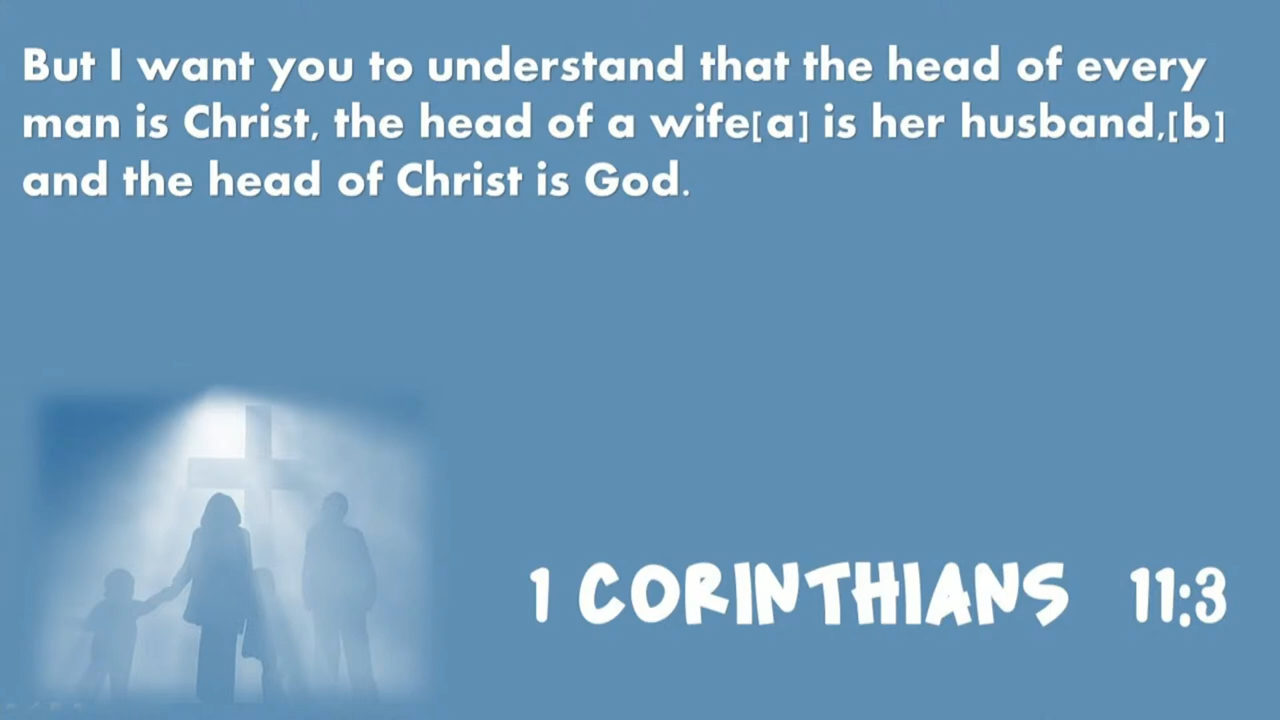 But I want you to understand that the head of every
man is Christ, the head of a wife[a] is her husband,[b]
and the head of Christ is God.
1 CORINTHIANS 11:3